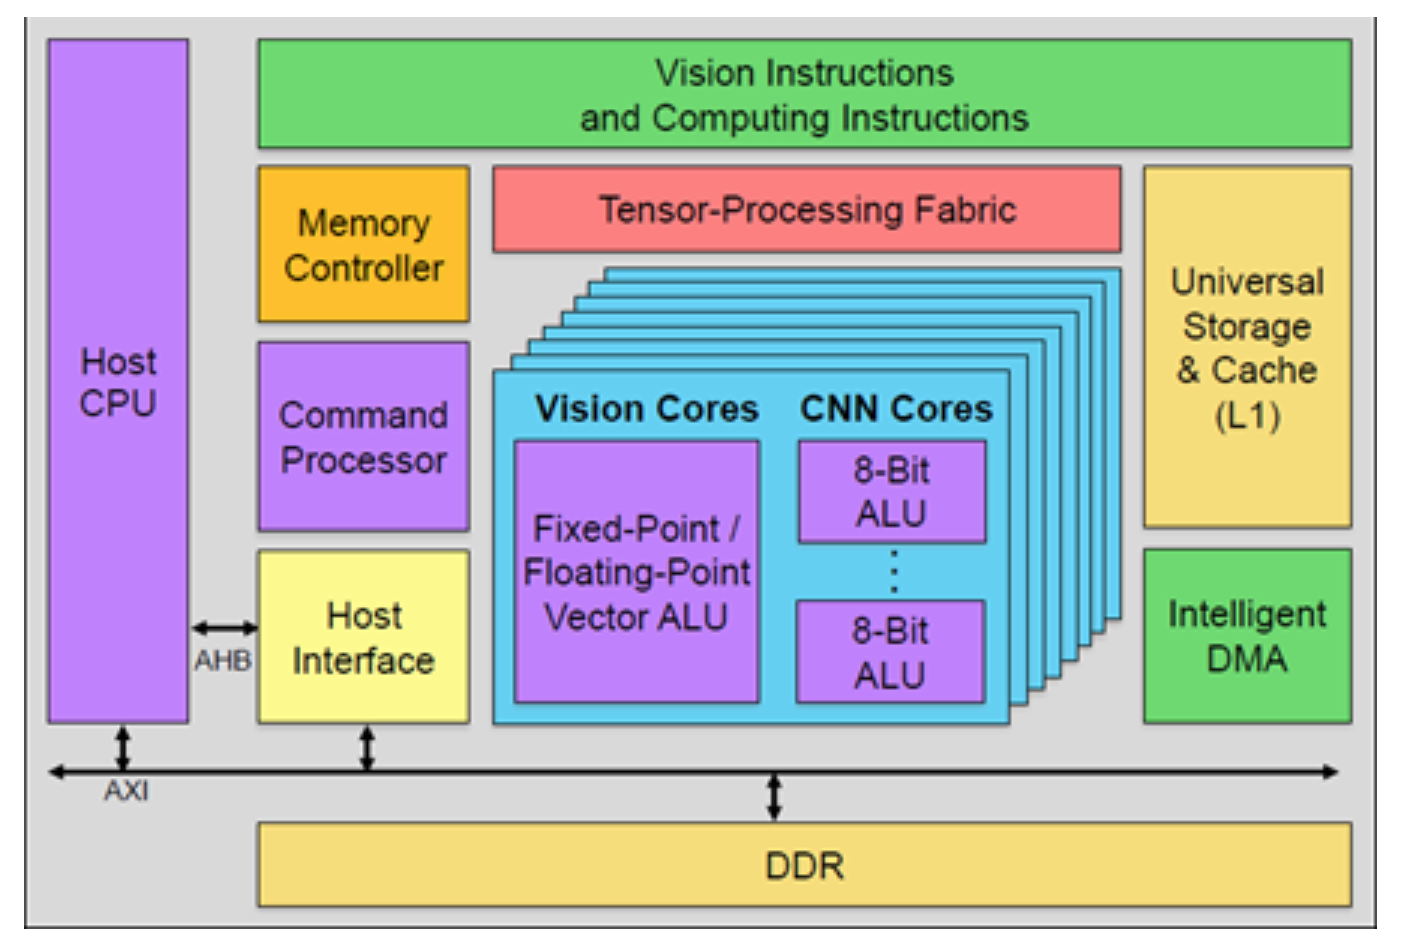 Vision Instructions
and Computing Instructions
Host
CPU
Memory
Controller
Command
Processor
Host
Interface
AHB
AXI
Tensor-Processing Fabric
Vision Cores
Fixed-Point /
Floating-Point
Vector ALU
CNN Cores
8-Bit
ALU
⋮
8-Bit
ALU
Universal
Storage
& Cache
(L1)
Intelligent
DMA
DDR